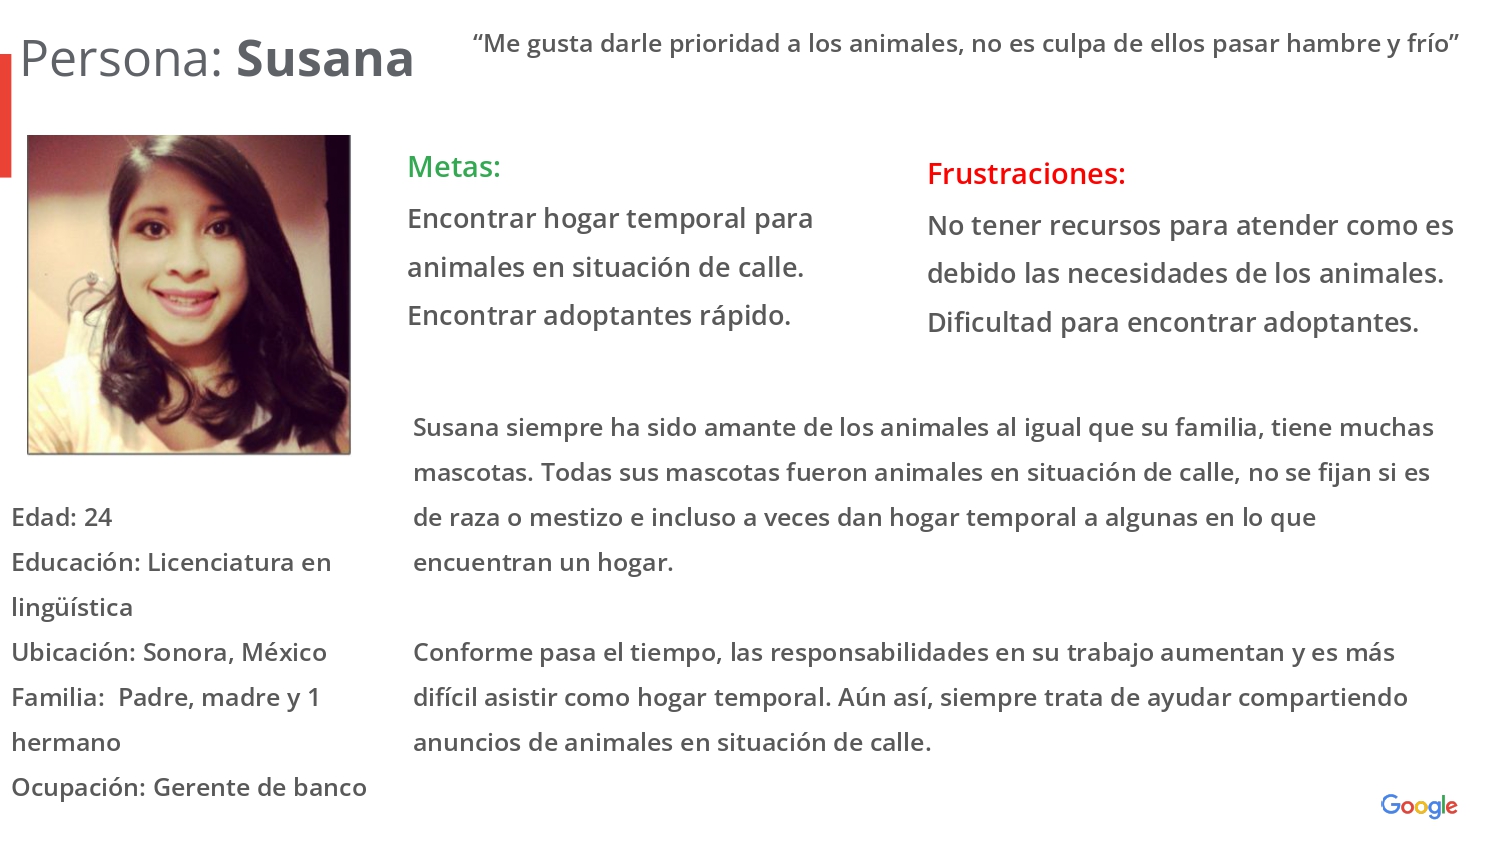 Persona: Susana
“Me gusta darle prioridad a los animales, no es culpa de ellos pasar hambre y frío”
Metas:
Encontrar hogar temporal para
animales en situación de calle.
Encontrar adoptantes rápido.
Frustraciones:
No tener recursos para atender como es
debido las necesidades de los animales.
Dificultad para encontrar adoptantes.
Edad: 24
Educación: Licenciatura en
lingüística
Ubicación: Sonora, México
Familia:  Padre, madre y 1
hermano
Ocupación: Gerente de banco
Susana siempre ha sido amante de los animales al igual que su familia, tiene muchas
mascotas. Todas sus mascotas fueron animales en situación de calle, no se fijan si es
de raza o mestizo e incluso a veces dan hogar temporal a algunas en lo que
encuentran un hogar.
Conforme pasa el tiempo, las responsabilidades en su trabajo aumentan y es más
difícil asistir como hogar temporal. Aún así, siempre trata de ayudar compartiendo
anuncios de animales en situación de calle.
Google